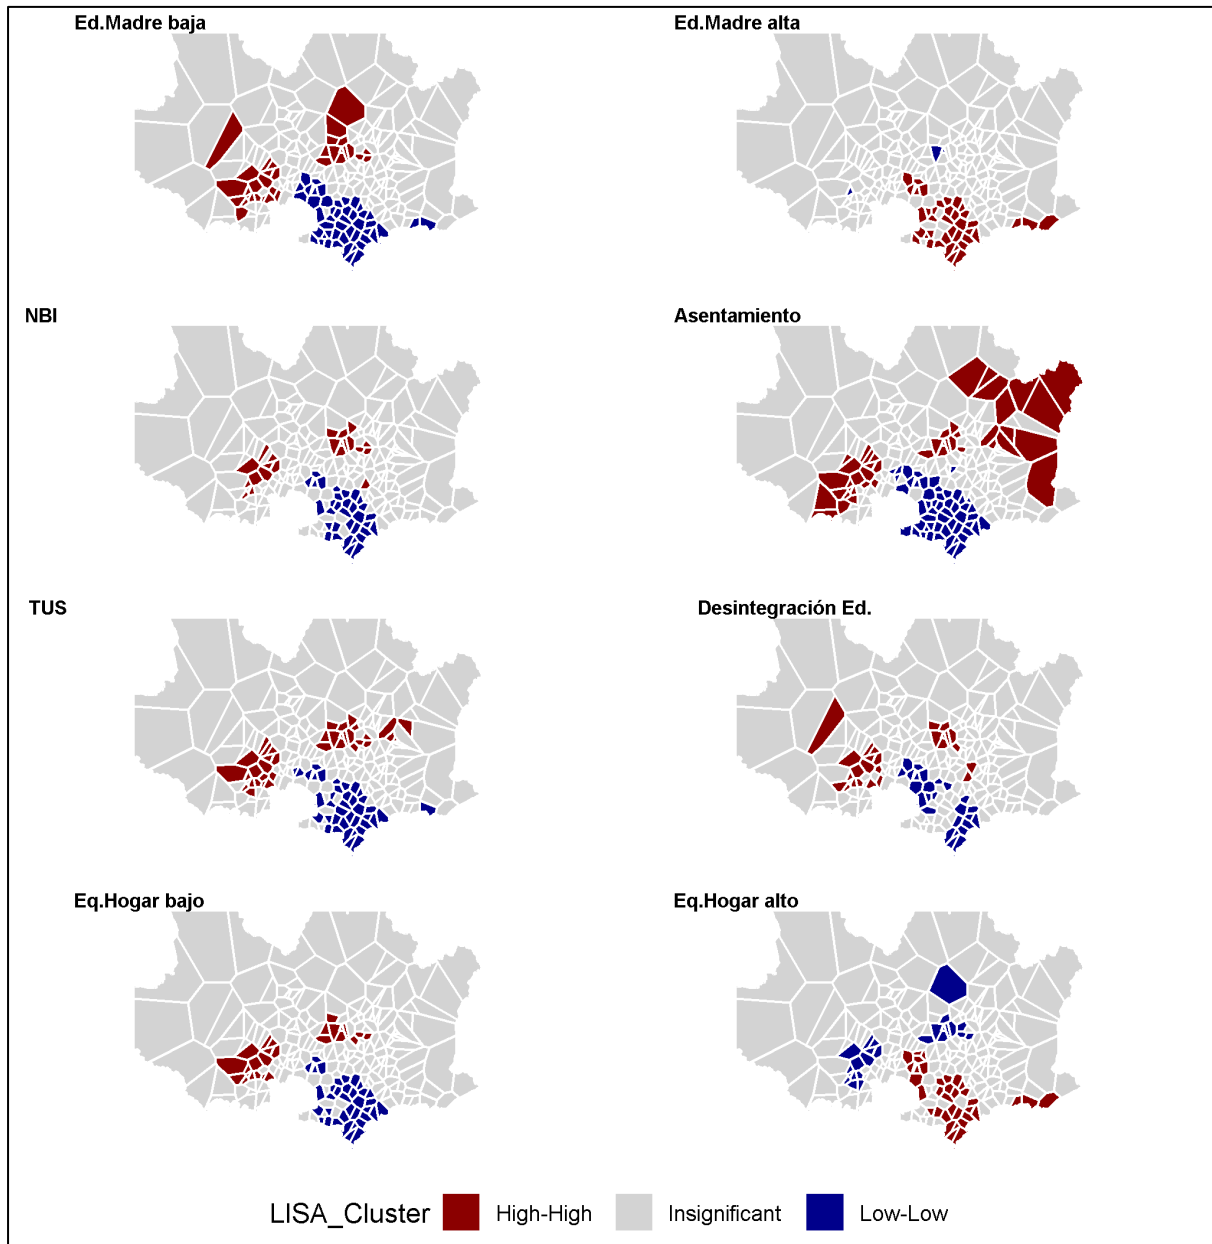 Ed.Madre baja
Ed.Madre alta
NBI
Asentamiento
TUS
Desintegración Ed.
Eq.Hogar bajo
Eq.Hogar alto
LISA_Cluster High-High Insignificant Low-Low